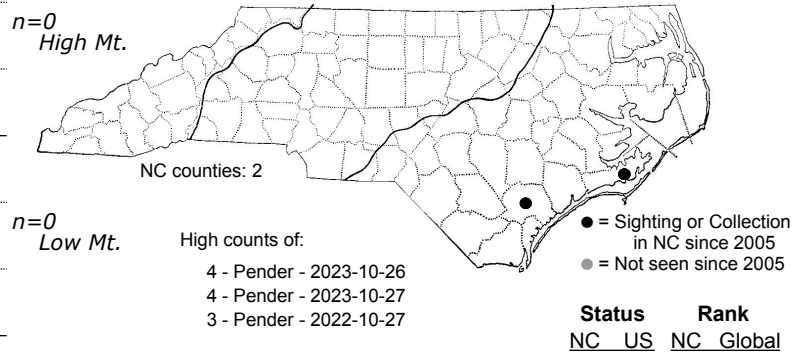 n=0
High Mt.
NC counties: 2
n=0
Low Mt.
High counts of:
4 - Pender - 2023-10-26
4 - Pender - 2023-10-27
3 - Pender - 2022-10-27
= Sighting or Collection
in NC since 2005
= Not seen since 2005
Status Rank
NC US NC Global